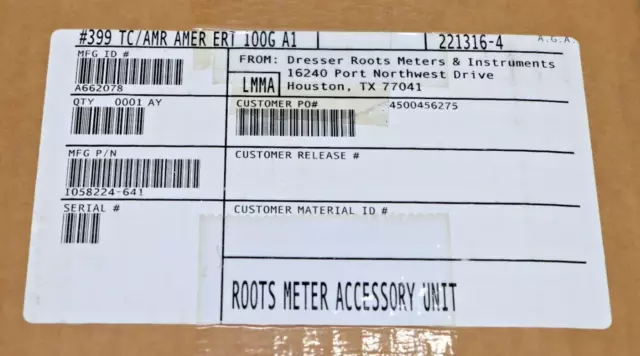 #399 TC/AMR AMER ERT 100G A1
221316-4
A.G.A.
MFG ID #
A662078
FROM: Dresser Roots Meters & Instruments
16240 Port Northwest Drive
Houston, TX 77041
LMMA
QTY 0001 AY
CUSTOMER PO#
4500456275
MFG P/N
I058224-641
CUSTOMER RELEASE #
SERIAL #
CUSTOMER MATERIAL ID #
ROOTS METER ACCESSORY UNIT